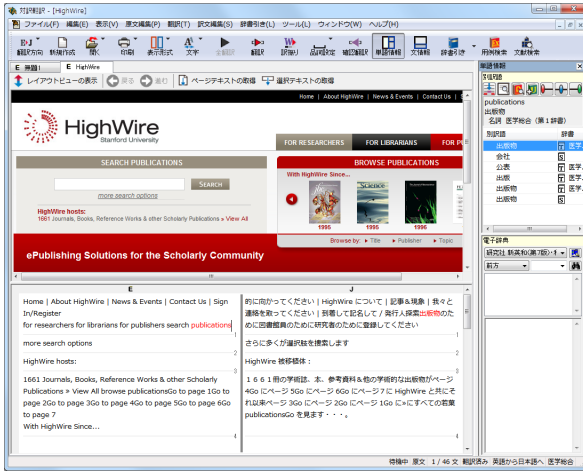 対訳翻訳 - [HighWire]
ファイル(F) 編集(E) 表示(V) 原文編集(P) 翻訳(T) 訳文編集(S) 辞書引き(L) ツール(L) ウィンドウ(W) ヘルプ(H)
翻訳方向 新規作成 開く 印刷 表示形式 文字 全翻訳 翻訳 訳振り 品詞設定 確認翻訳 単語情報 文情報 辞書引き 用例検索 文献検索
E 無題1 E HighWire
レイアウトビューの表示 戻る 進む ページテキストの取得 選択テキストの取得
Home | About HighWire | News & Events | Contact Us | S
HighWire
Stanford University
FOR RESEARCHERS FOR LIBRARIANS FOR PU
SEARCH PUBLICATIONS
SEARCH
more search options
HighWire hosts:
1661 Journals, Books, Reference Works & other Scholarly Publications » View All
BROWSE PUBLICATIONS
With HighWire Since...
Science
1995 1995 1996
Browse by: Title Publisher Topic
ePublishing Solutions for the Scholarly Community
E
Home | About HighWire | News & Events | Contact Us | Sign
In/Register
for researchers for librarians for publishers search publications
1
more search options
2
HighWire hosts:
3
1661 Journals, Books, Reference Works & other Scholarly
Publications » View All browse publicationsGo to page 1Go to
page 2Go to page 3Go to page 4Go to page 5Go to page 6Go
to page 7
With HighWire Since...
4
J
的に向かってください | HighWire について | 記事&現象 | 我々と
連絡を取ってください | 到着して記名して / 発行人探索出版物のた
めに図書館員のために研究者のために登録してください
1
さらに多くが選択肢を捜索します
2
HighWire 被移植体：
3
１６６１冊の学術誌、本、参考資料&他の学術的な出版物がページ
4Go にページ 5Go にページ 6Go にページ7 に HighWire と共にそ
れ以来ページ 3Go にページ 2Go にページ 1Go に»にすべての若葉
publicationsGo を見ます・・・。
4
単語情報
publications
出版物
名詞 医学総合（第１辞書）
別訳語 辞書
出版物 医学.
会社 S
公表 医学.
出版 医学.
出版物 医学.
出版物 S
電子辞典
研究社 新英和(第7版)・
前方
待機中 原文 1 / 46 文 翻訳済み 英語から日本語へ 医学総合